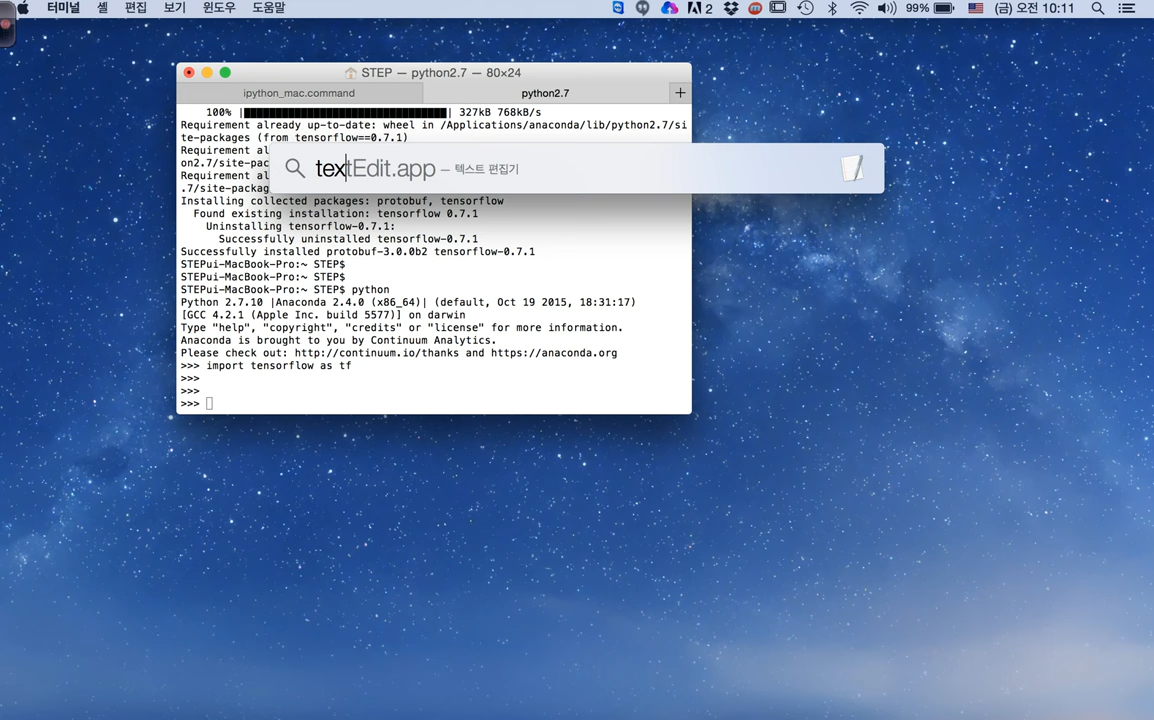 터미널 셸 편집 보기 윈도우 도움말 2 99% (금) 오전 10:11
STEP — python2.7 — 80×24
ipython_mac.command python2.7 +
100% 327kB 768kB/s
Requirement already up-to-date: wheel in /Applications/anaconda/lib/python2.7/si
te-packages (from tensorflow==0.7.1)
Requirement al
on2.7/site-pac
textEdit.app — 텍스트 편집기
Requirement al
.7/site-packag
Installing collected packages: protobuf, tensorflow
Found existing installation: tensorflow 0.7.1
Uninstalling tensorflow-0.7.1:
Successfully uninstalled tensorflow-0.7.1
Successfully installed protobuf-3.0.0b2 tensorflow-0.7.1
STEPui-MacBook-Pro:~ STEP$
STEPui-MacBook-Pro:~ STEP$
STEPui-MacBook-Pro:~ STEP$ python
Python 2.7.10 |Anaconda 2.4.0 (x86_64)| (default, Oct 19 2015, 18:31:17)
[GCC 4.2.1 (Apple Inc. build 5577)] on darwin
Type "help", "copyright", "credits" or "license" for more information.
Anaconda is brought to you by Continuum Analytics.
Please check out: http://continuum.io/thanks and https://anaconda.org
>>> import tensorflow as tf
>>>
>>>
>>>